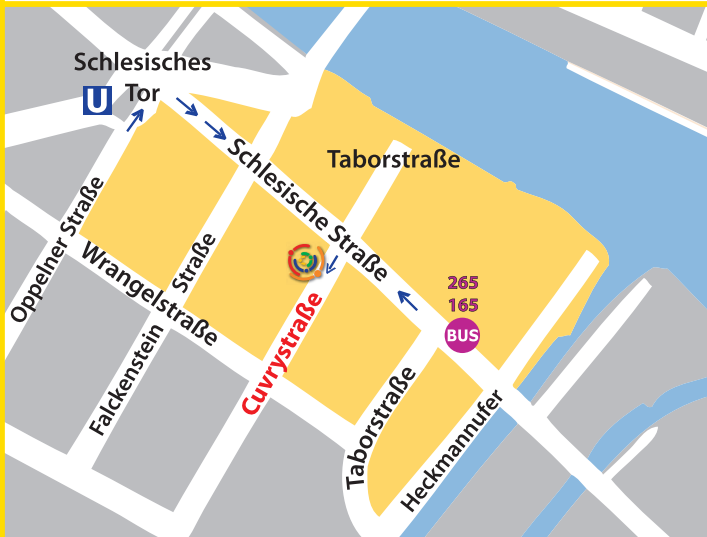 Schlesisches
Tor
U
Taborstraße
Schlesische Straße
Oppelner Straße
Wrangelstraße
Falckenstein Straße
Cuvrystraße
265
165
BUS
Taborstraße
Heckmannufer